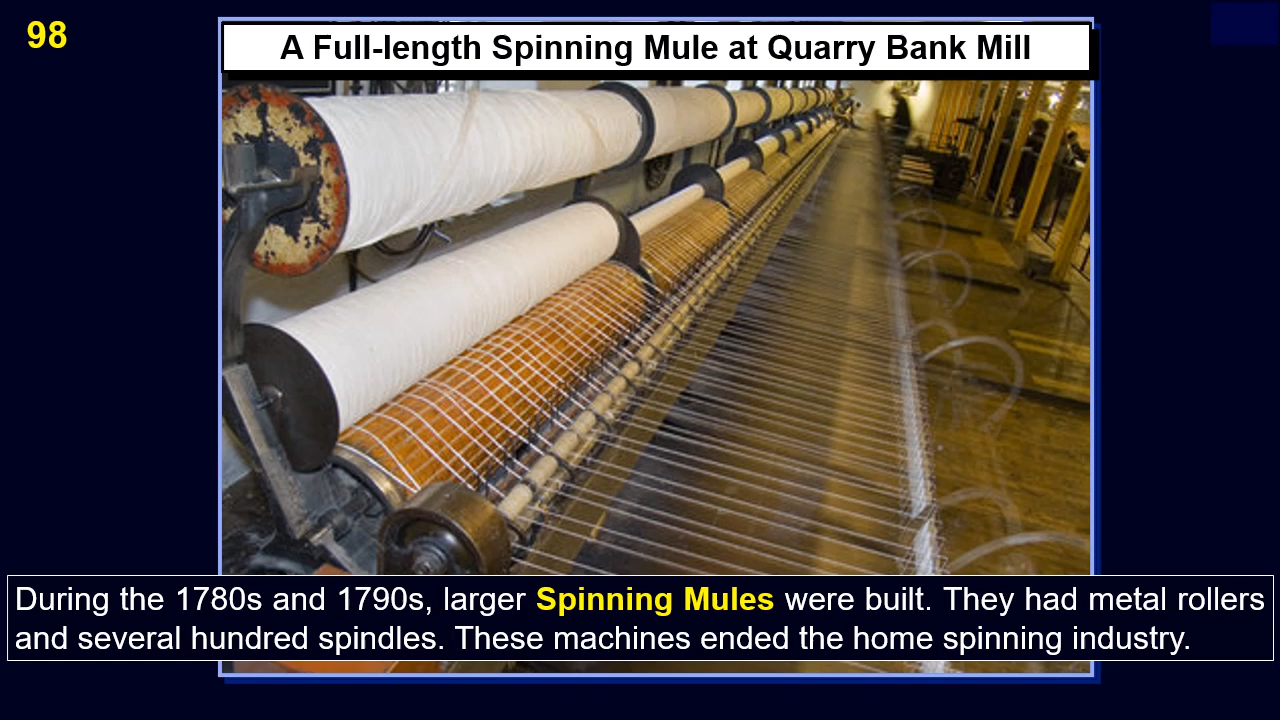 98
A Full-length Spinning Mule at Quarry Bank Mill
During the 1780s and 1790s, larger Spinning Mules were built. They had metal rollers
and several hundred spindles. These machines ended the home spinning industry.